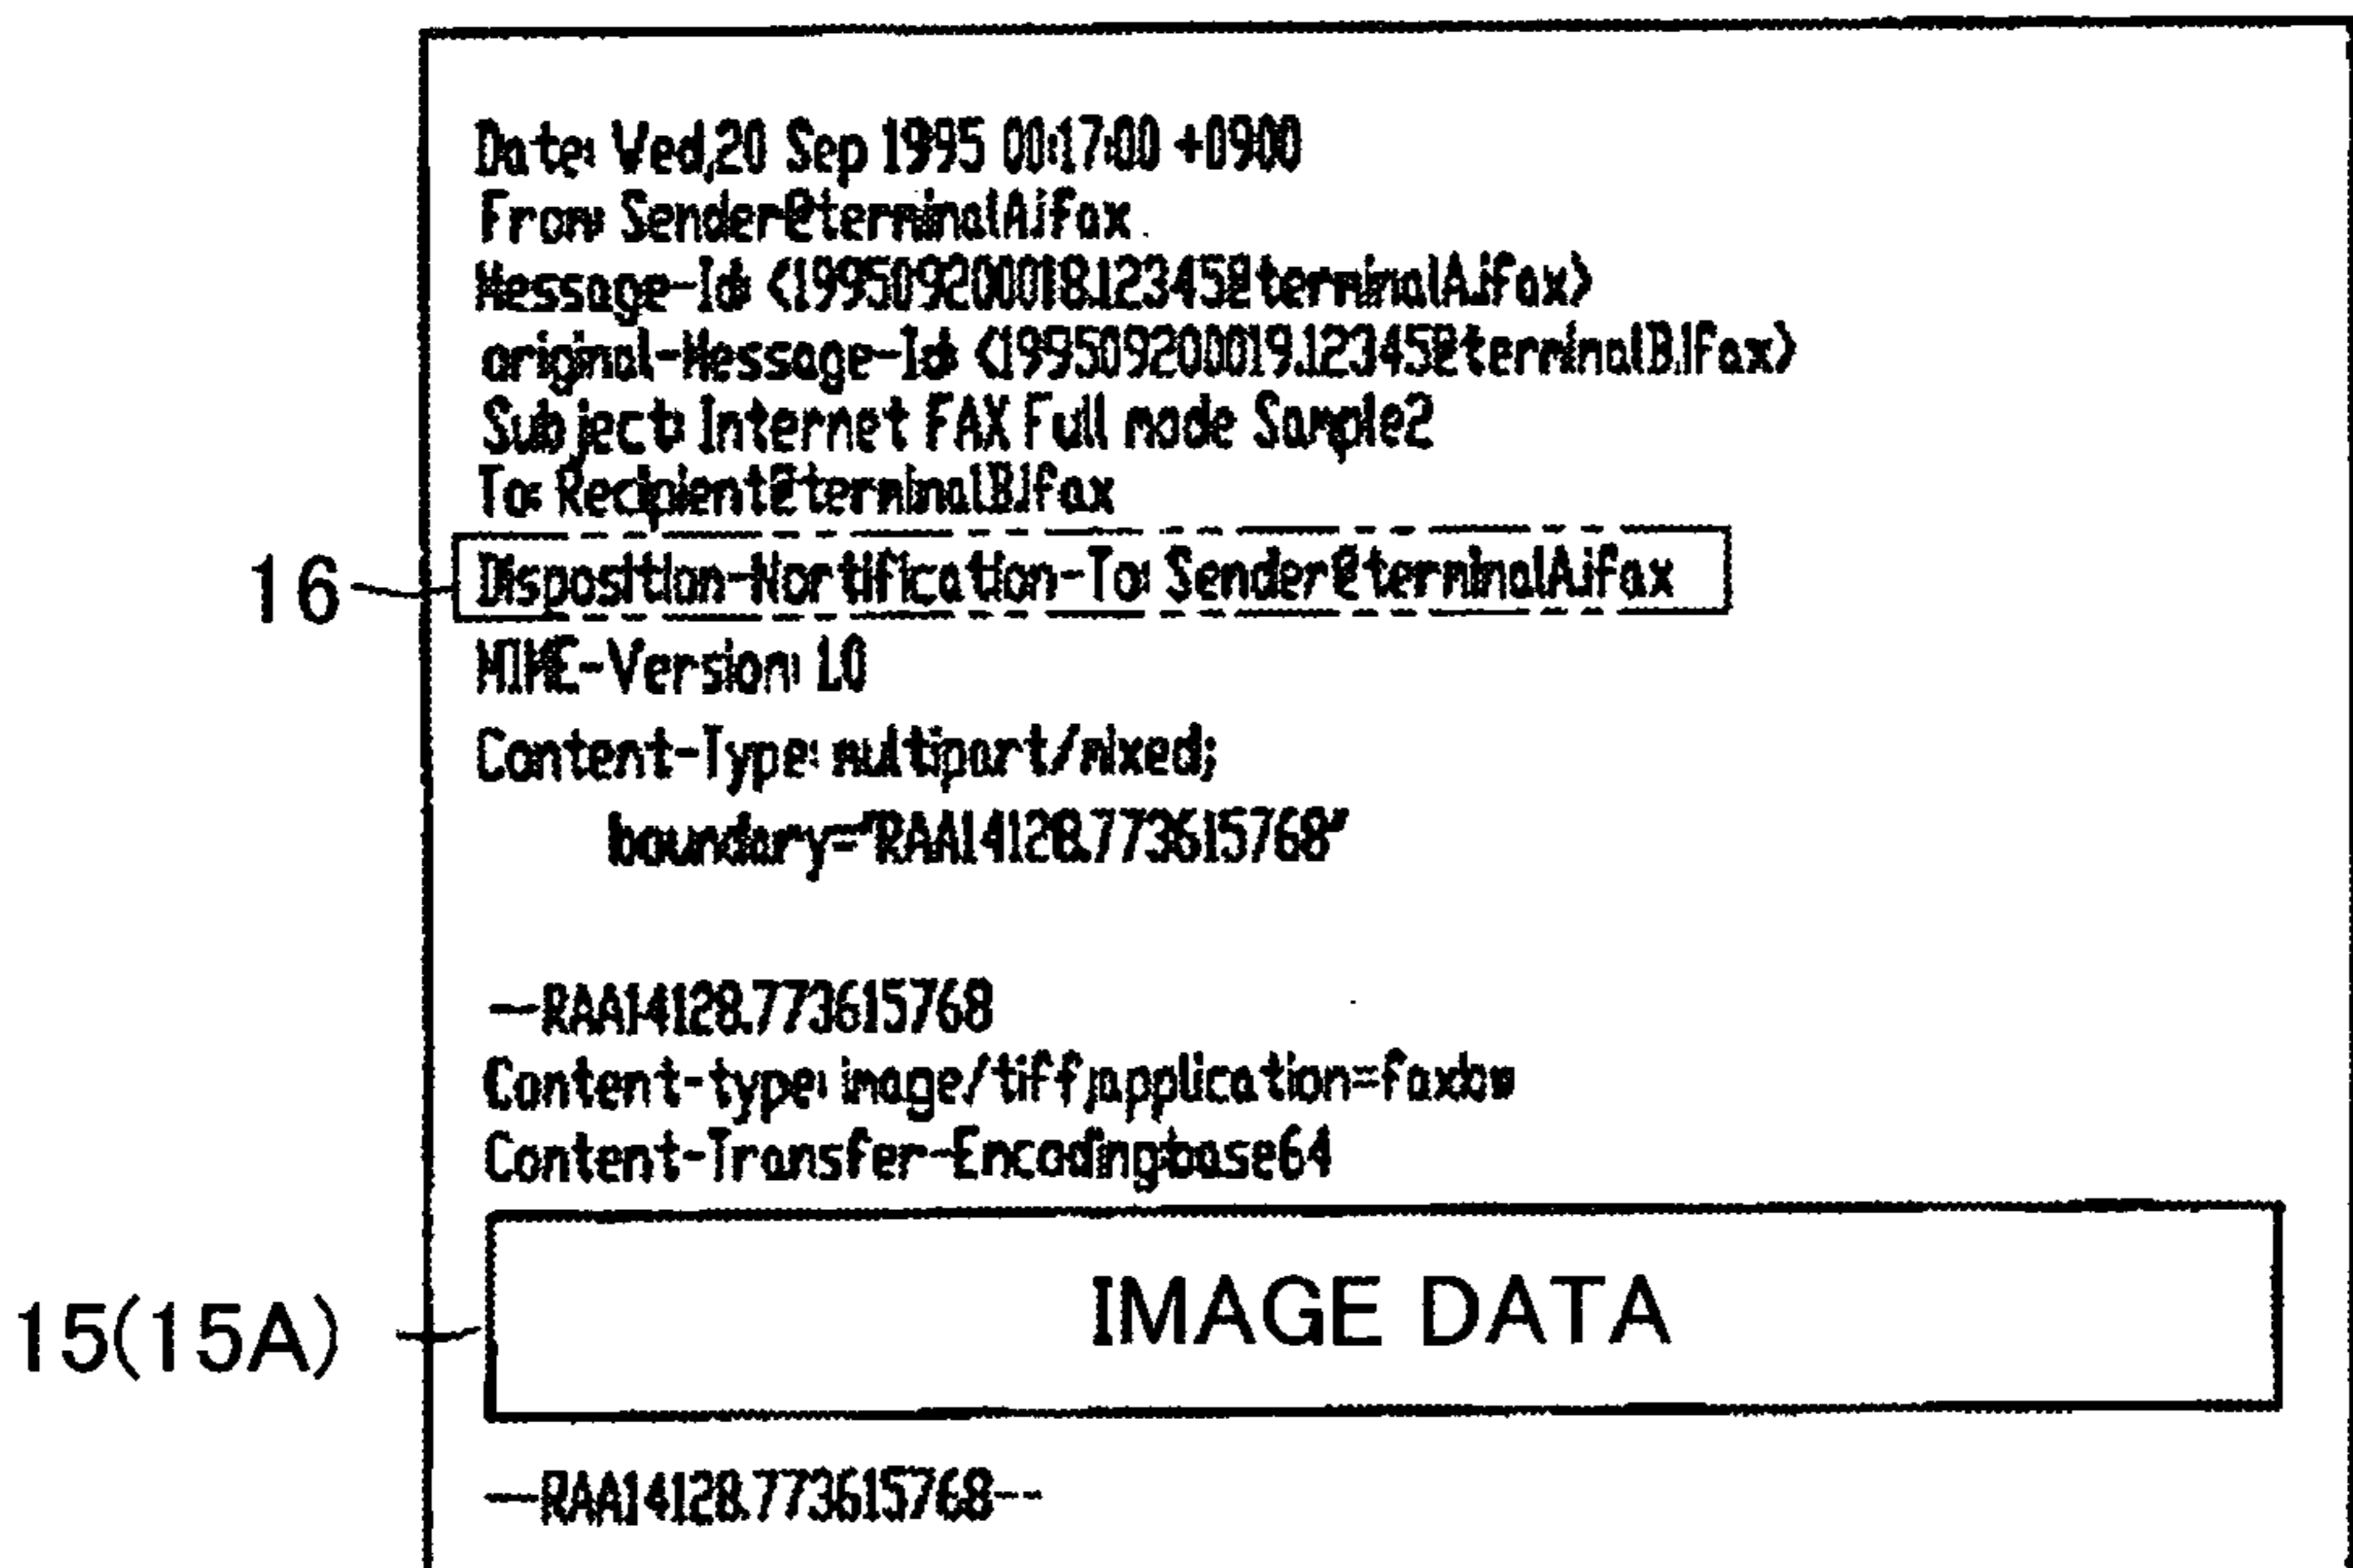 Date: Wed,20 Sep 1995 00:17:00 +0900
From: Sender@terminalA.ifax
Message-Id: <199509200018.12345@terminalA.ifax>
original-Message-Id: <199509200019.12345@terminalB.ifax>
Subject: Internet FAX Full mode Sample2
To: Recipient@terminalB.ifax
16 Disposition-Nortification-To: Sender@terminalA.ifax
MIME-Version: 1.0
Content-Type: multipart/mixed;
boundary="RAA14128.773615768"
--RAA14128.773615768
Content-type: image/tiff;application=faxbw
Content-Transfer-Encoding:base64
15(15A) IMAGE DATA
--RAA14128.773615768--